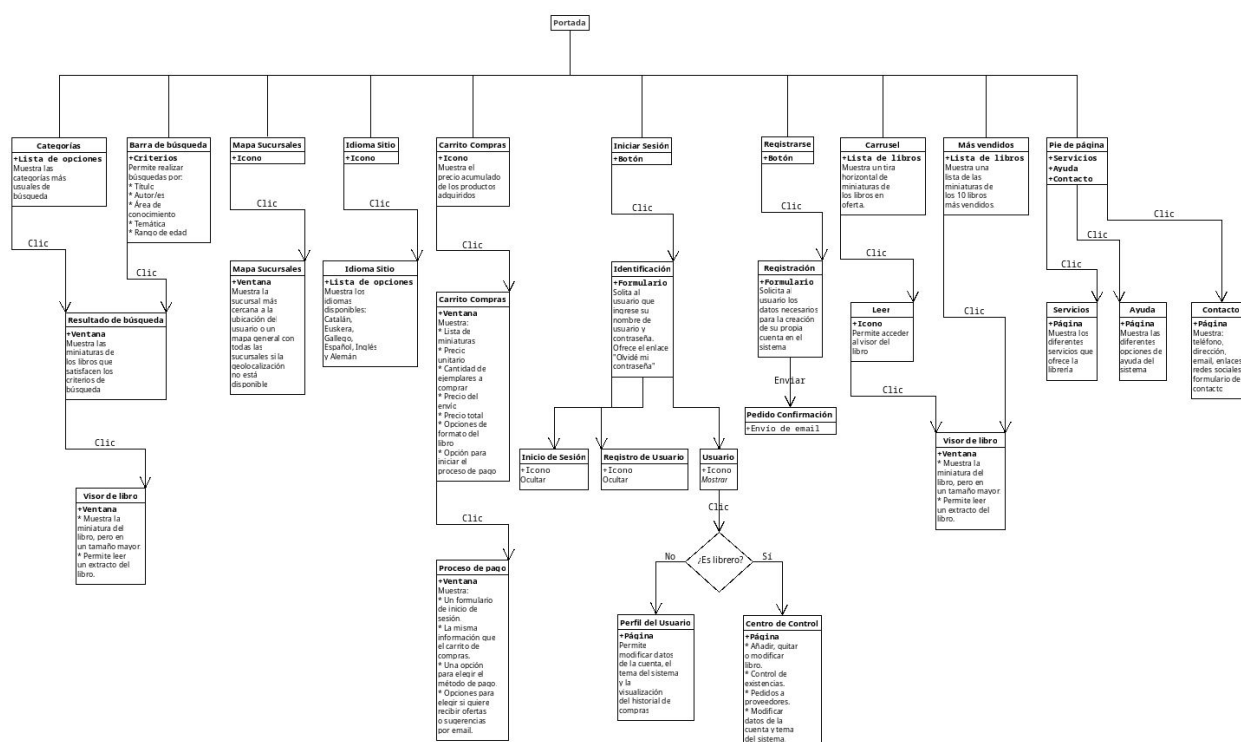 Portada
Categorías
+Lista de opciones
Muestra las
categorías más
usuales de
búsqueda
Clic
Barra de búsqueda
+Criterios
Permite realizar
búsquedas por:
* Título
* Autor/es
* Área de
conocimiento
* Temática
* Rango de edad
Clic
Resultado de búsqueda
+Ventana
Muestra las
miniaturas de
los libros que
satisfacen los
criterios de
búsqueda
Clic
Visor de libro
+Ventana
* Muestra la
miniatura del
libro, pero en
un tamaño mayor
* Permite leer
un extracto del
libro.
Mapa Sucursales
+Icono
Clic
Mapa Sucursales
+Ventana
Muestra la
sucursal más
cercana a la
ubicación del
usuario o un
mapa general con
todas las
sucursales si la
geolocalización
no está
disponible
Idioma Sitio
+Icono
Clic
Idioma Sitio
+Lista de opciones
Muestra los
idiomas
disponibles:
Catalán,
Euskera,
Gallego,
Español, Inglés
y Alemán
Carrito Compras
+Icono
Muestra el
precio acumulado
de los productos
adquiridos
Clic
Carrito Compras
+Ventana
Muestra:
* Lista de
miniaturas
* Precio
unitario
* Cantidad de
ejemplares a
comprar
* Precio del
envío
* Precio total
* Opciones de
formato del
libro
* Opción para
iniciar el
proceso de pago
Clic
Proceso de pago
+Ventana
Muestra:
* Un formulario
de inicio de
sesión
* La misma
información que
el carrito de
compras.
* Una opción
para elegir el
método de pago.
* Opciones para
elegir si quiere
recibir ofertas
o sugerencias
por email.
Iniciar Sesión
+Botón
Clic
Identificación
+Formulario
Solita al
usuario que
ingrese su
nombre de
usuario y
contraseña.
Ofrece el enlace
"Olvidé mi
contraseña"
Inicio de Sesión
+Icono
Ocultar
Registro de Usuario
+Icono
Ocultar
Usuario
+Icono
Mostrar
Clic
¿Es librero?
No
Sí
Perfil del Usuario
+Página
Permite
modificar datos
de la cuenta, el
tema del sistema
y la
visualización
del historial de
compras
Centro de Control
+Página
* Añadir, quitar
o modificar
libro.
* Control de
existencias.
* Pedidos a
proveedores.
* Modificar
datos de la
cuenta y tema
del sistema
Registrarse
+Botón
Clic
Registración
+Formulario
Solicita al
usuario los
datos necesarios
para la creación
de su propia
cuenta en el
sistema
Enviar
Pedido Confirmación
+Envío de email
Carrusel
+Lista de libros
Muestra un tira
horizontal de
miniaturas de
los libros en
oferta.
Clic
Leer
+Icono
Permite acceder
al visor del
libro
Clic
Más vendidos
+Lista de libros
Muestra una
lista de las
miniaturas de
los 10 libros
más vendidos
Clic
Visor de libro
+Ventana
* Muestra la
miniatura del
libro, pero en
un tamaño mayor
* Permite leer
un extracto del
libro.
Pie de página
+Servicios
+Ayuda
+Contacto
Clic
Clic
Clic
Servicios
+Página
Muestra los
diferentes
servicios que
ofrece la
librería
Ayuda
+Página
Muestra las
diferentes
opciones de
ayuda del
sistema
Contacto
+Página
Muestra:
teléfono,
dirección,
email, enlaces
redes sociales
formulario de
contacto